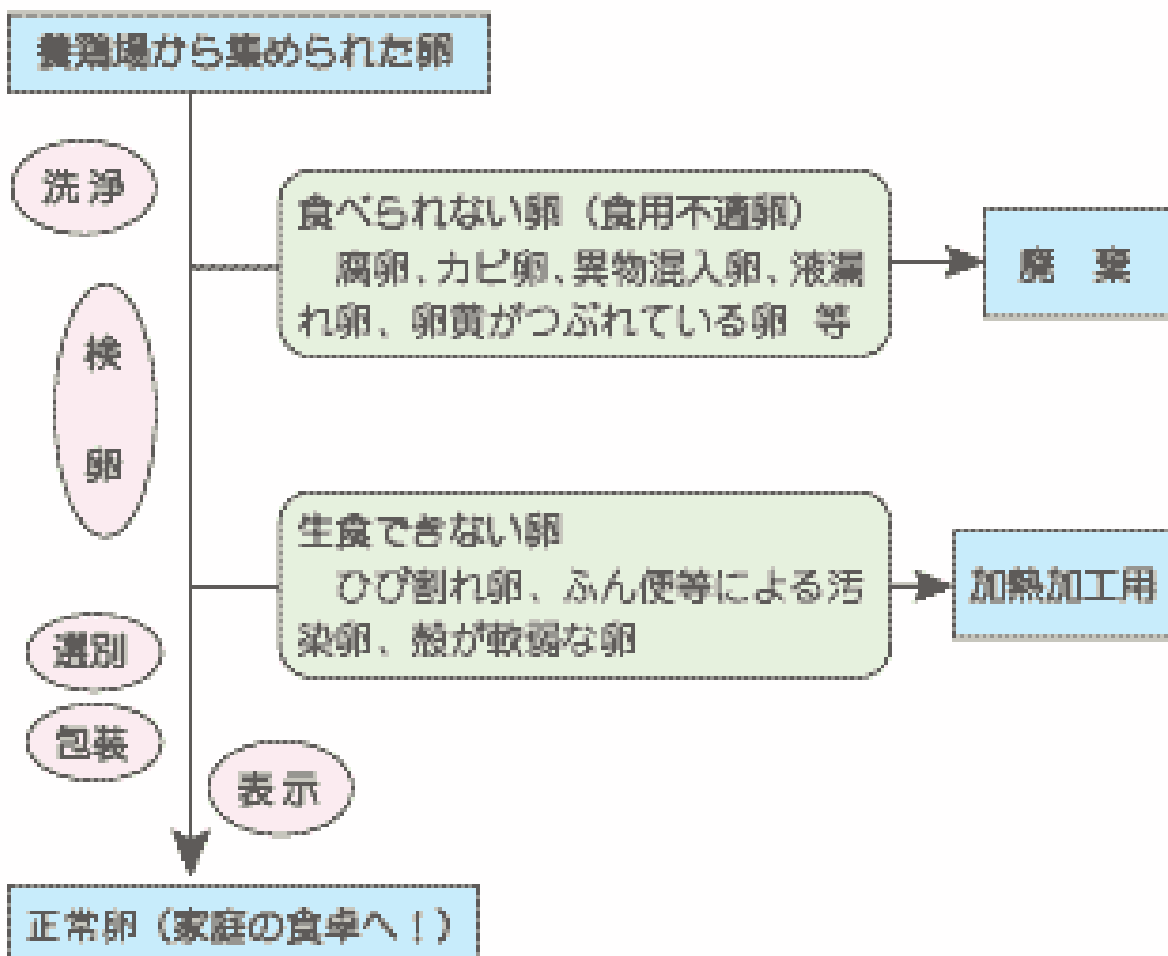 養鶏場から集められた卵
洗浄
食べられない卵（食用不適卵）
腐卵、カビ卵、異物混入卵、液漏
れ卵、卵黄がつぶれている卵 等
廃 棄
検
卵
生食できない卵
ひび割れ卵、ふん便等による汚
染卵、殻が軟弱な卵
加熱加工用
選別
包装
表示
正常卵（家庭の食卓へ！）